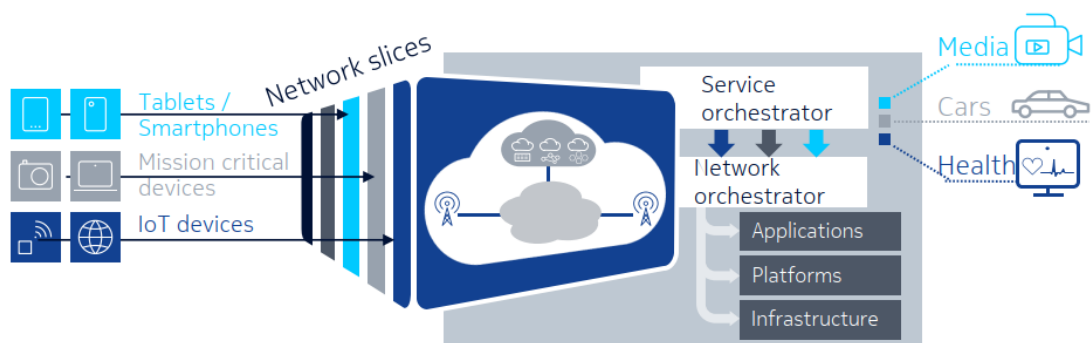 Network slices
Tablets /
Smartphones
Mission critical
devices
IoT devices
Service
orchestrator
Network
orchestrator
Applications
Platforms
Infrastructure
Media
Cars
Health